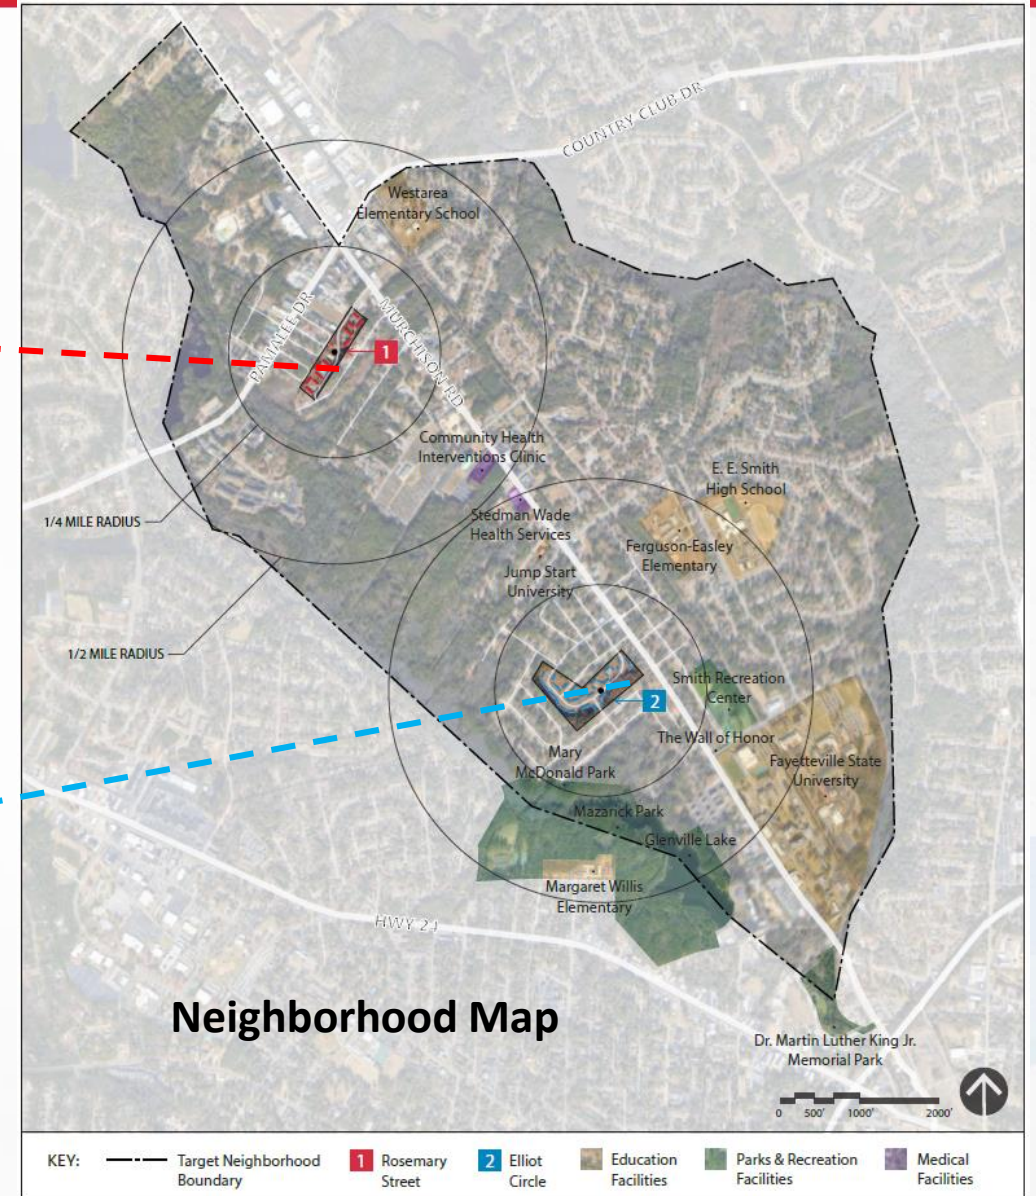 COUNTRY CLUB DR
Westarea
Elementary School
PAMALEE DR
MURCHISON RD
1
Community Health
Interventions Clinic
E. E. Smith
High School
1/4 MILE RADIUS
Stedman Wade
Health Services
Ferguson-Easley
Elementary
Jump Start
University
1/2 MILE RADIUS
Smith Recreation
Center
2
The Wall of Honor
Mary
McDonald Park
Fayetteville State
University
Mazarick Park
Glenville Lake
Margaret Willis
Elementary
HWY 24
Neighborhood Map
Dr. Martin Luther King Jr.
Memorial Park
0 500' 1000' 2000'
KEY:
Target Neighborhood
Boundary
1 Rosemary
Street
2 Elliot
Circle
Education
Facilities
Parks & Recreation
Facilities
Medical
Facilities